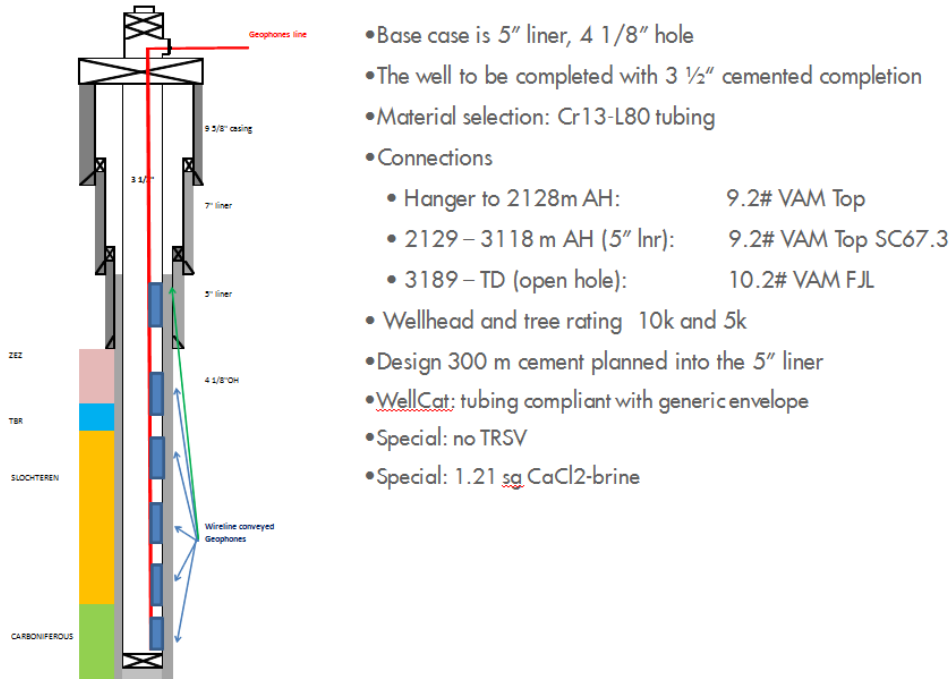 Geophones line
9 5/8" casing
3 1/2"
7" liner
5" liner
ZEZ
4 1/8"OH
TBR
SLOCHTEREN
Wireline conveyed
Geophones
CARBONIFEROUS
•Base case is 5” liner, 4 1/8” hole
•The well to be completed with 3 ½” cemented completion
•Material selection: Cr13-L80 tubing
•Connections
• Hanger to 2128m AH: 9.2# VAM Top
• 2129 – 3118 m AH (5” lnr): 9.2# VAM Top SC67.3
• 3189 – TD (open hole): 10.2# VAM FJL
• Wellhead and tree rating 10k and 5k
•Design 300 m cement planned into the 5” liner
•WellCat: tubing compliant with generic envelope
•Special: no TRSV
•Special: 1.21 sg CaCl2-brine